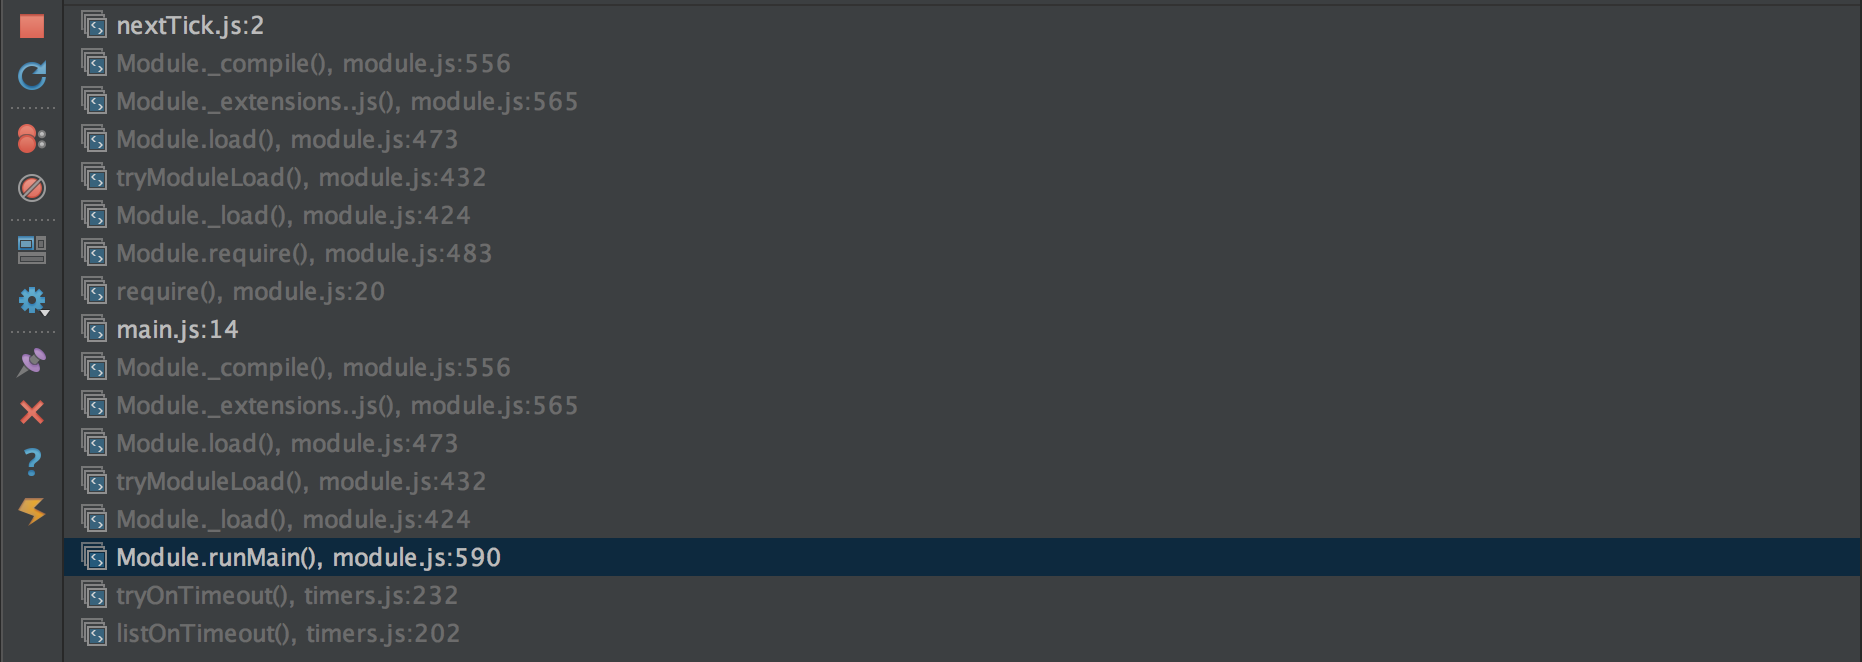 nextTick.js:2
Module._compile(), module.js:556
Module._extensions..js(), module.js:565
Module.load(), module.js:473
tryModuleLoad(), module.js:432
Module._load(), module.js:424
Module.require(), module.js:483
require(), module.js:20
main.js:14
Module._compile(), module.js:556
Module._extensions..js(), module.js:565
Module.load(), module.js:473
tryModuleLoad(), module.js:432
Module._load(), module.js:424
Module.runMain(), module.js:590
tryOnTimeout(), timers.js:232
listOnTimeout(), timers.js:202